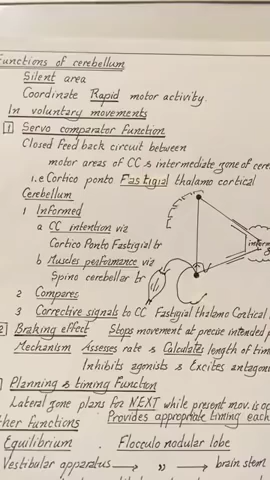 Functions of cerebellum
Silent area
Coordinate Rapid motor activity.
In voluntary movements
1 Servo comparator Function
Closed feed back circuit between
motor areas of CC & intermediate zone of cere
i.e Cortico ponto Fastigial thalamo cortical
Cerebellum
1 Informed
a CC intention via
Cortico Ponto Fastigial tr
b Muscles performance via
Spino cerebellar tr
inform
2 Compares
3 Corrective signals to CC Fastigial Thalamo Cortical
2 Braking effect Stops movement at precise intended p
Mechanism Assesses rate & Calculates length of tim
Inhibits agonists & Excites antagon
Planning & timing Function
Lateral zone plans for NEXT while present mov. is oc
Provides appropriate timing each
ther functions
Equilibrium Flocculo nodular lobe
Vestibular apparatus → " → brain stem